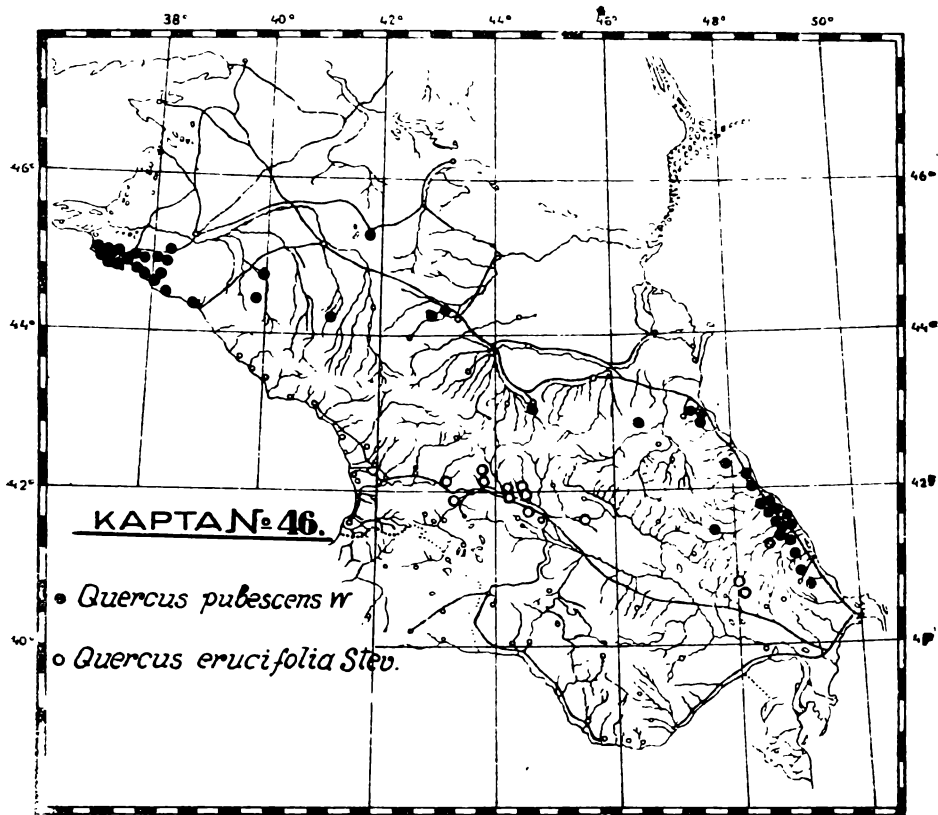 38° 40° 42° 44° 46° 48° 50°
46° 46°
44° 44°
42° 42°
КАРТА № 46.
Quercus pubescens W
40° 40°
Quercus erucifolia Stev.